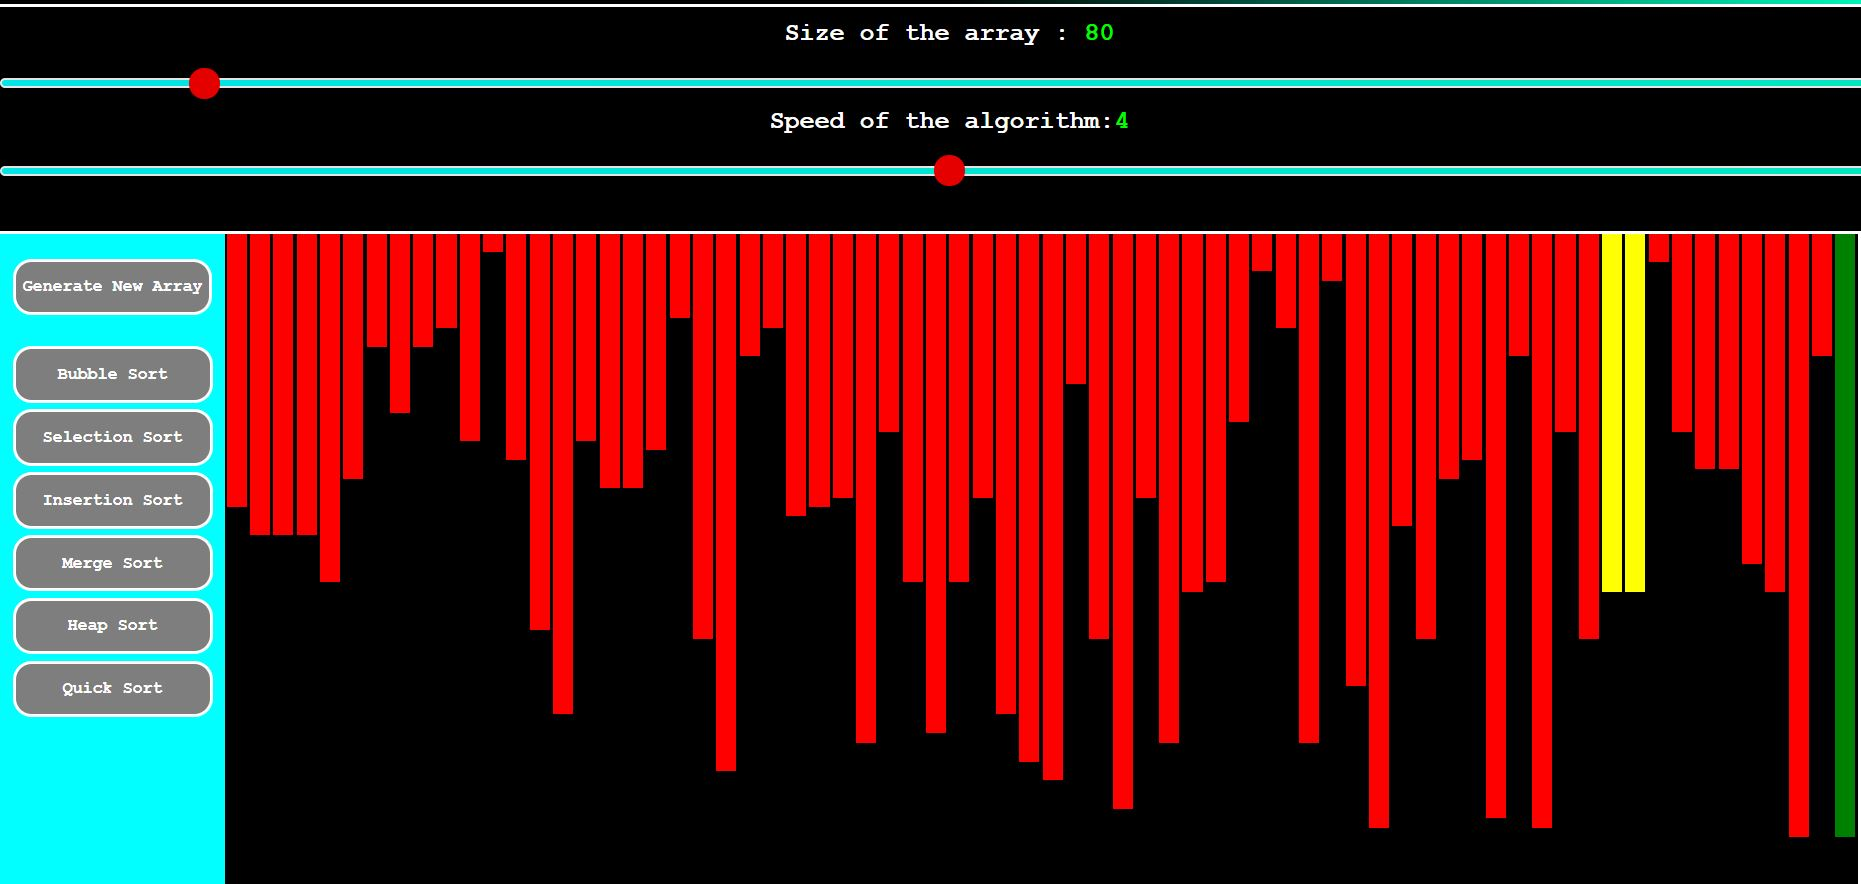 Size of the array : 80
Speed of the algorithm:4
Generate New Array
Bubble Sort
Selection Sort
Insertion Sort
Merge Sort
Heap Sort
Quick Sort